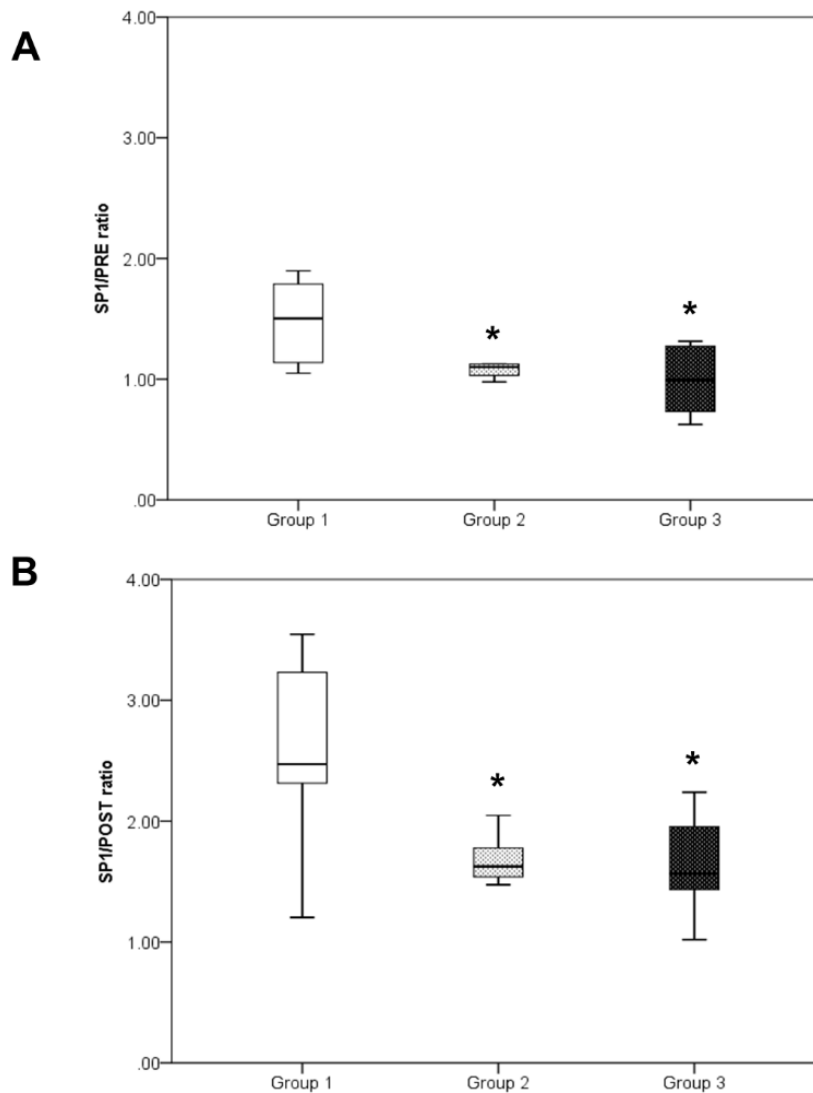 A
4.00
3.00
2.00
1.00
.00
SP1/PRE ratio
*
*
Group 1
Group 2
Group 3
B
4.00
3.00
2.00
1.00
.00
SP1/POST ratio
*
*
Group 1
Group 2
Group 3